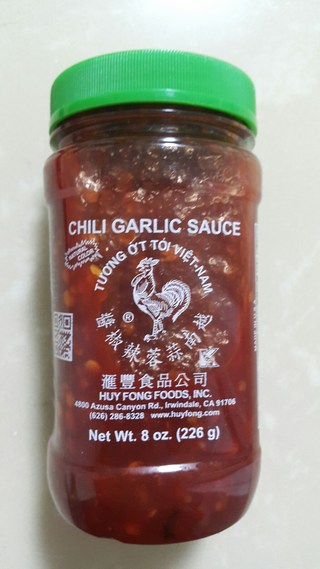 CHILI GARLIC SAUCE
NATURAL COLOR
TƯƠNG ỚT TỎI VIỆT-NAM
®
越南蒜蓉辣椒醬
K
滙豐食品公司
HUY FONG FOODS, INC.
4800 Azusa Canyon Rd., Irwindale, CA 91706
(626) 286-8328 www.huyfong.com
Net Wt. 8 oz. (226 g)